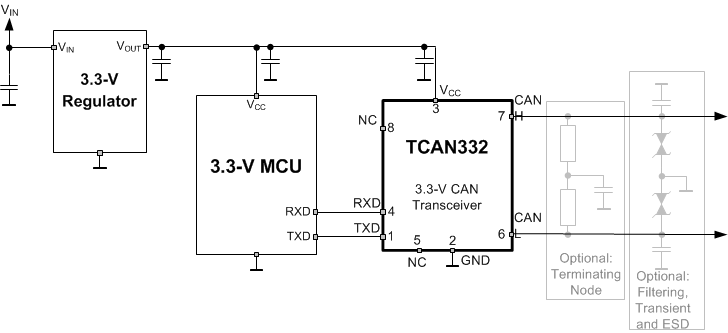 VIN
VIN
VOUT
3.3-V
Regulator
VCC
3.3-V MCU
RXD
TXD
RXD
TXD
VCC
3
NC
8
TCAN332
3.3-V CAN
Transceiver
4
1
5
NC
2
GND
CAN
7
H
CAN
6
L
Optional:
Terminating
Node
Optional:
Filtering,
Transient
and ESD